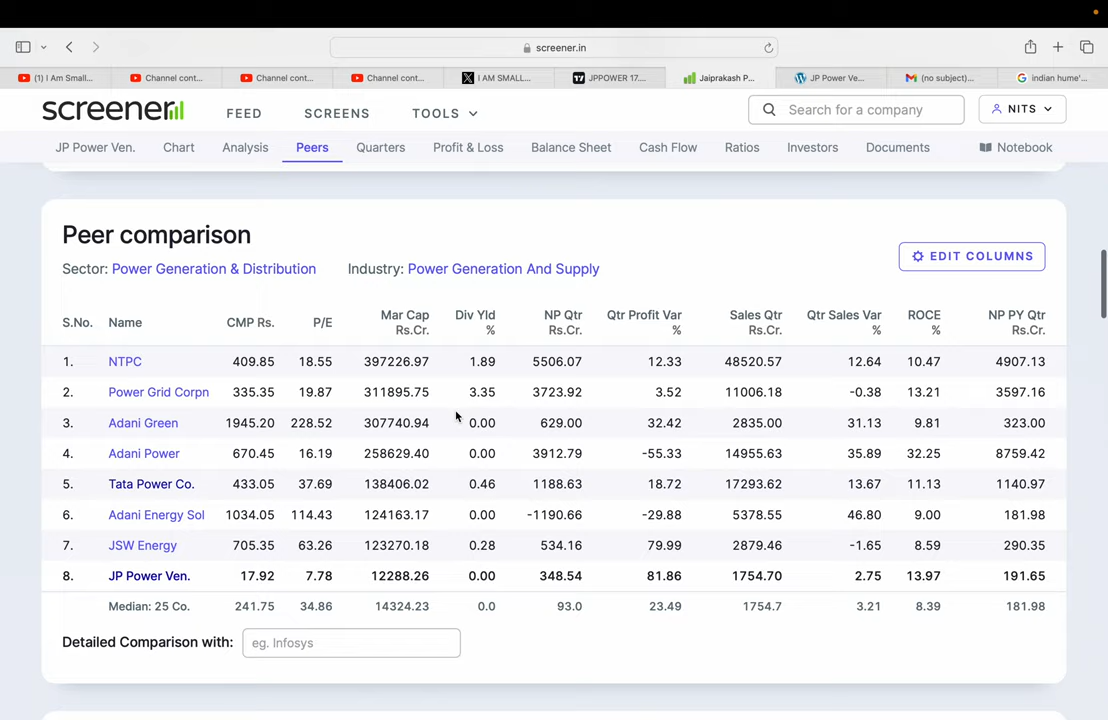 screener.in
(1) I Am Small...
Channel cont...
Channel cont...
Channel cont...
I AM SMALL...
JPPOWER 17....
Jaiprakash P...
JP Power Ve...
(no subject)...
indian hume'...
screener
FEED
SCREENS
TOOLS
Search for a company
NITS
JP Power Ven.
Chart
Analysis
Peers
Quarters
Profit & Loss
Balance Sheet
Cash Flow
Ratios
Investors
Documents
Notebook
Peer comparison
Sector: Power Generation & Distribution Industry: Power Generation And Supply
EDIT COLUMNS
S.No. Name CMP Rs. P/E Mar Cap Rs.Cr. Div Yld % NP Qtr Rs.Cr. Qtr Profit Var % Sales Qtr Rs.Cr. Qtr Sales Var % ROCE % NP PY Qtr Rs.Cr.
1. NTPC 409.85 18.55 397226.97 1.89 5506.07 12.33 48520.57 12.64 10.47 4907.13
2. Power Grid Corpn 335.35 19.87 311895.75 3.35 3723.92 3.52 11006.18 -0.38 13.21 3597.16
3. Adani Green 1945.20 228.52 307740.94 0.00 629.00 32.42 2835.00 31.13 9.81 323.00
4. Adani Power 670.45 16.19 258629.40 0.00 3912.79 -55.33 14955.63 35.89 32.25 8759.42
5. Tata Power Co. 433.05 37.69 138406.02 0.46 1188.63 18.72 17293.62 13.67 11.13 1140.97
6. Adani Energy Sol 1034.05 114.43 124163.17 0.00 -1190.66 -29.88 5378.55 46.80 9.00 181.98
7. JSW Energy 705.35 63.26 123270.18 0.28 534.16 79.99 2879.46 -1.65 8.59 290.35
8. JP Power Ven. 17.92 7.78 12288.26 0.00 348.54 81.86 1754.70 2.75 13.97 191.65
Median: 25 Co. 241.75 34.86 14324.23 0.0 93.0 23.49 1754.7 3.21 8.39 181.98
Detailed Comparison with: eg. Infosys